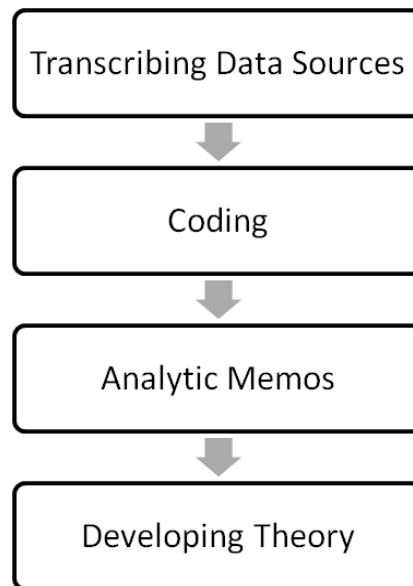 Transcribing Data Sources
Coding
Analytic Memos
Developing Theory